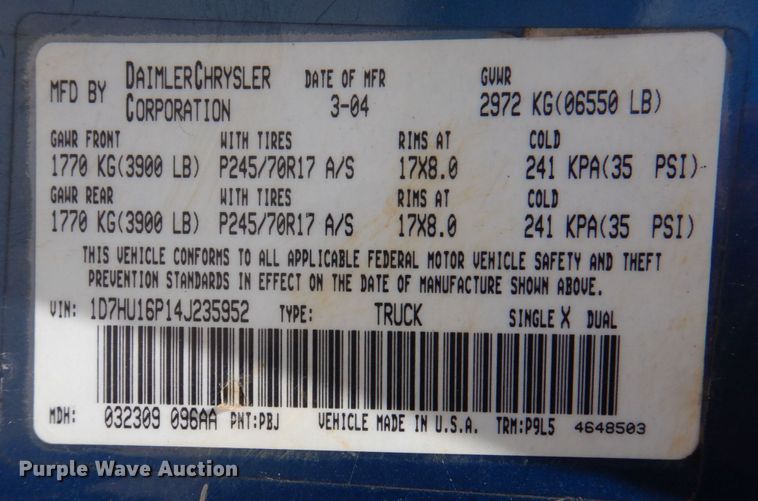 MFD BY DAIMLERCHRYSLER CORPORATION DATE OF MFR 3-04 GVWR 2972 KG(06550 LB)
GAWR FRONT WITH TIRES RIMS AT COLD
1770 KG(3900 LB) P245/70R17 A/S 17X8.0 241 KPA(35 PSI)
GAWR REAR WITH TIRES RIMS AT COLD
1770 KG(3900 LB) P245/70R17 A/S 17X8.0 241 KPA(35 PSI)
THIS VEHICLE CONFORMS TO ALL APPLICABLE FEDERAL MOTOR VEHICLE SAFETY AND THEFT
PREVENTION STANDARDS IN EFFECT ON THE DATE OF MANUFACTURE SHOWN ABOVE.
VIN: 1D7HU16P14J235952 TYPE: TRUCK SINGLE X DUAL
MDH: 032309 096AA PNT:PBJ VEHICLE MADE IN U.S.A. TRM:P9L5 4648503
Purple Wave Auction